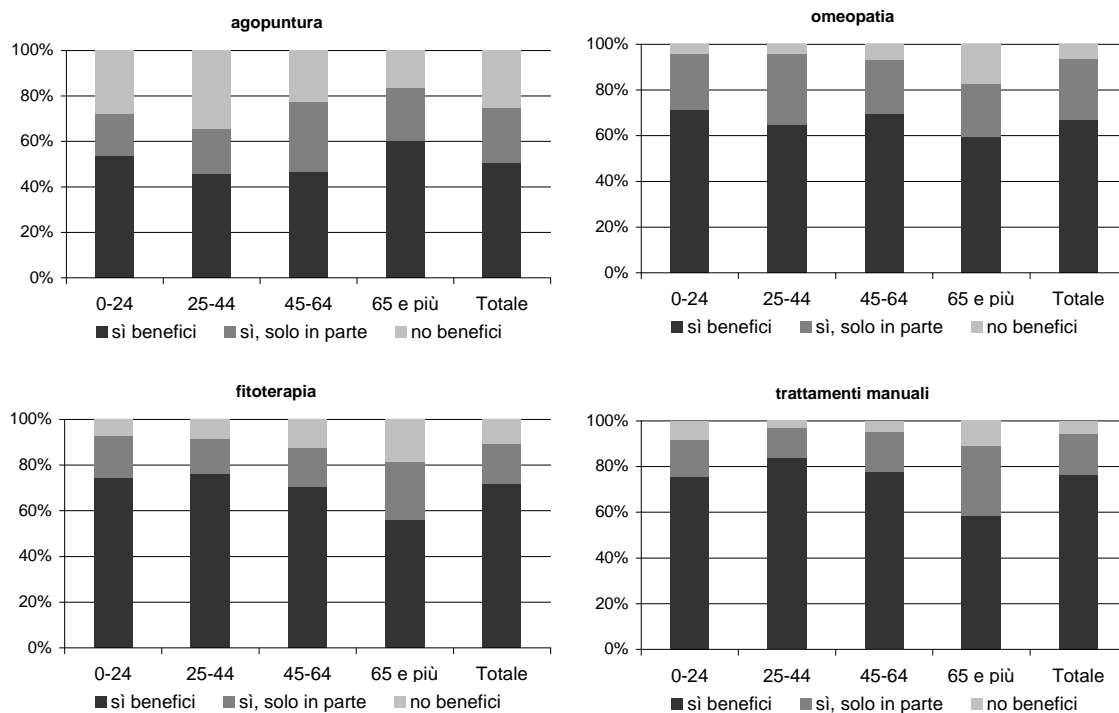 agopuntura
100%
80%
60%
40%
20%
0%
0-24 25-44 45-64 65 e più Totale
sì benefici sì, solo in parte no benefici
omeopatia
100%
80%
60%
40%
20%
0%
0-24 25-44 45-64 65 e più Totale
sì benefici sì, solo in parte no benefici
fitoterapia
100%
80%
60%
40%
20%
0%
0-24 25-44 45-64 65 e più Totale
sì benefici sì, solo in parte no benefici
trattamenti manuali
100%
80%
60%
40%
20%
0%
0-24 25-44 45-64 65 e più Totale
sì benefici sì, solo in parte no benefici